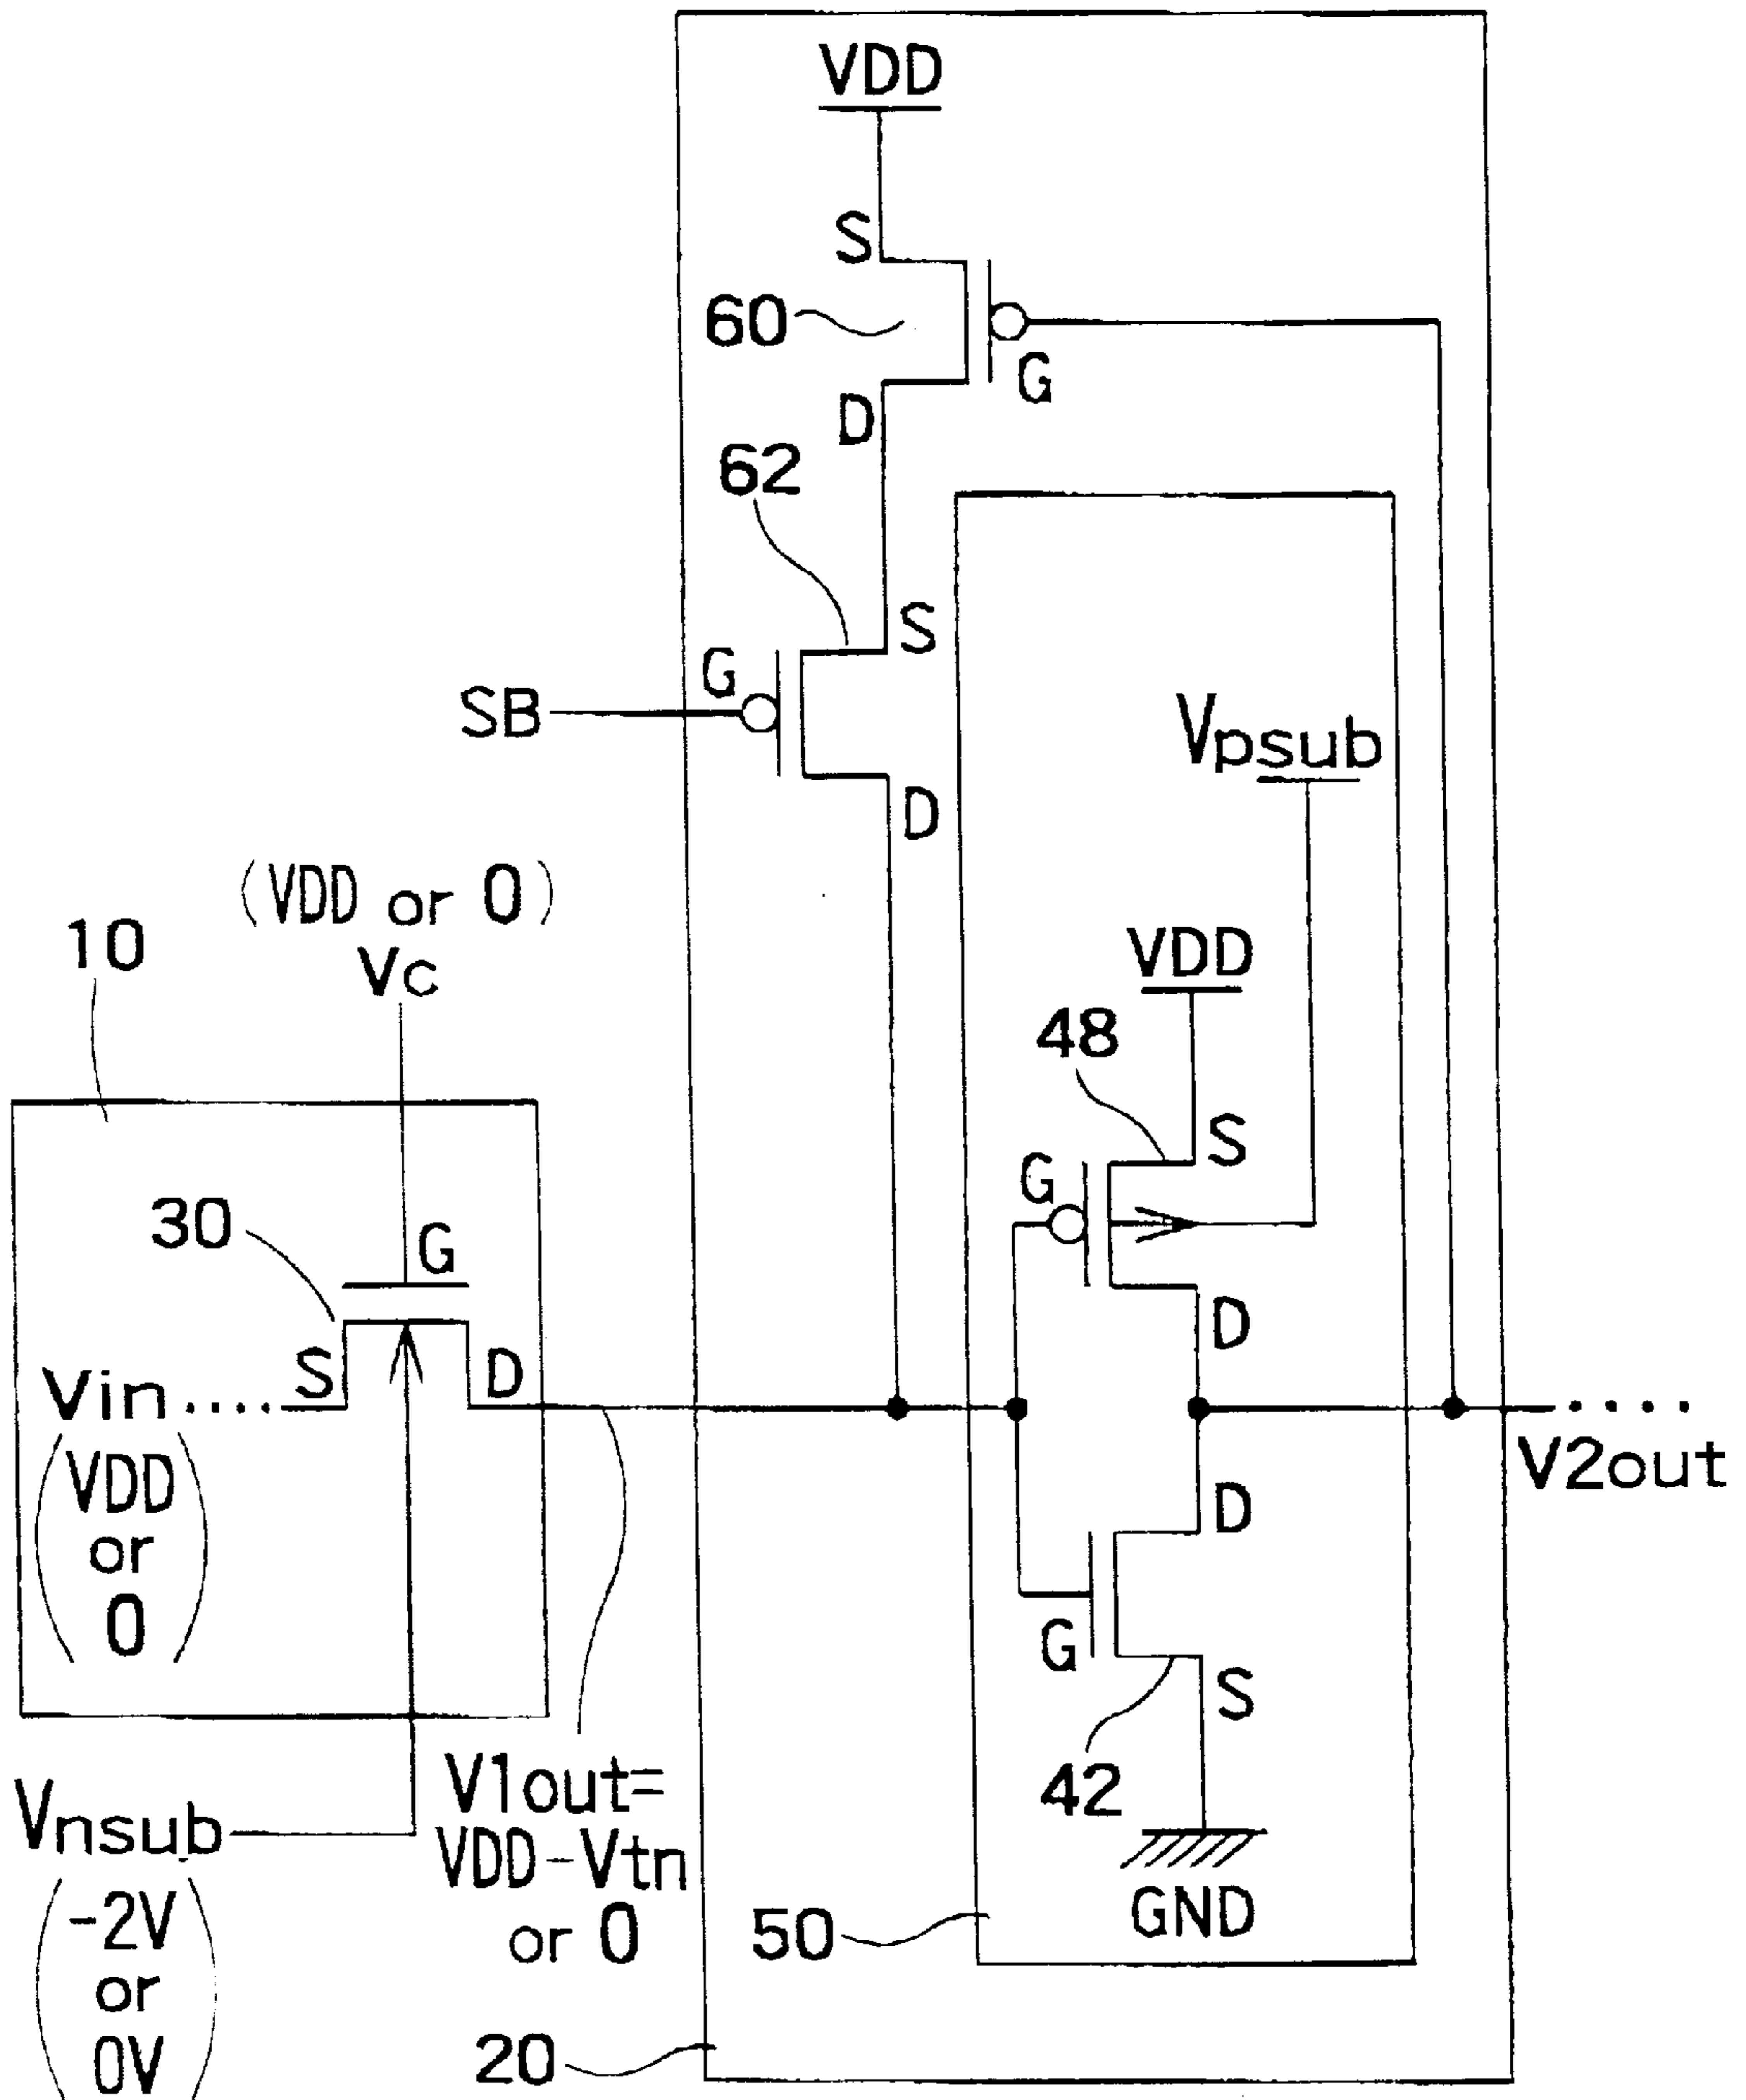 VDD
S
60
G
D
62
S
G
SB
D
Vpsub
(VDD or 0)
Vc
10
VDD
48
S
G
30
G
D
S
D
Vin ....
(VDD
or
0)
..... 
V2out
D
G
S
42
V1out=
VDD-Vtn
or 0
Vnsub
(-2V
or
0V)
GND
50
20